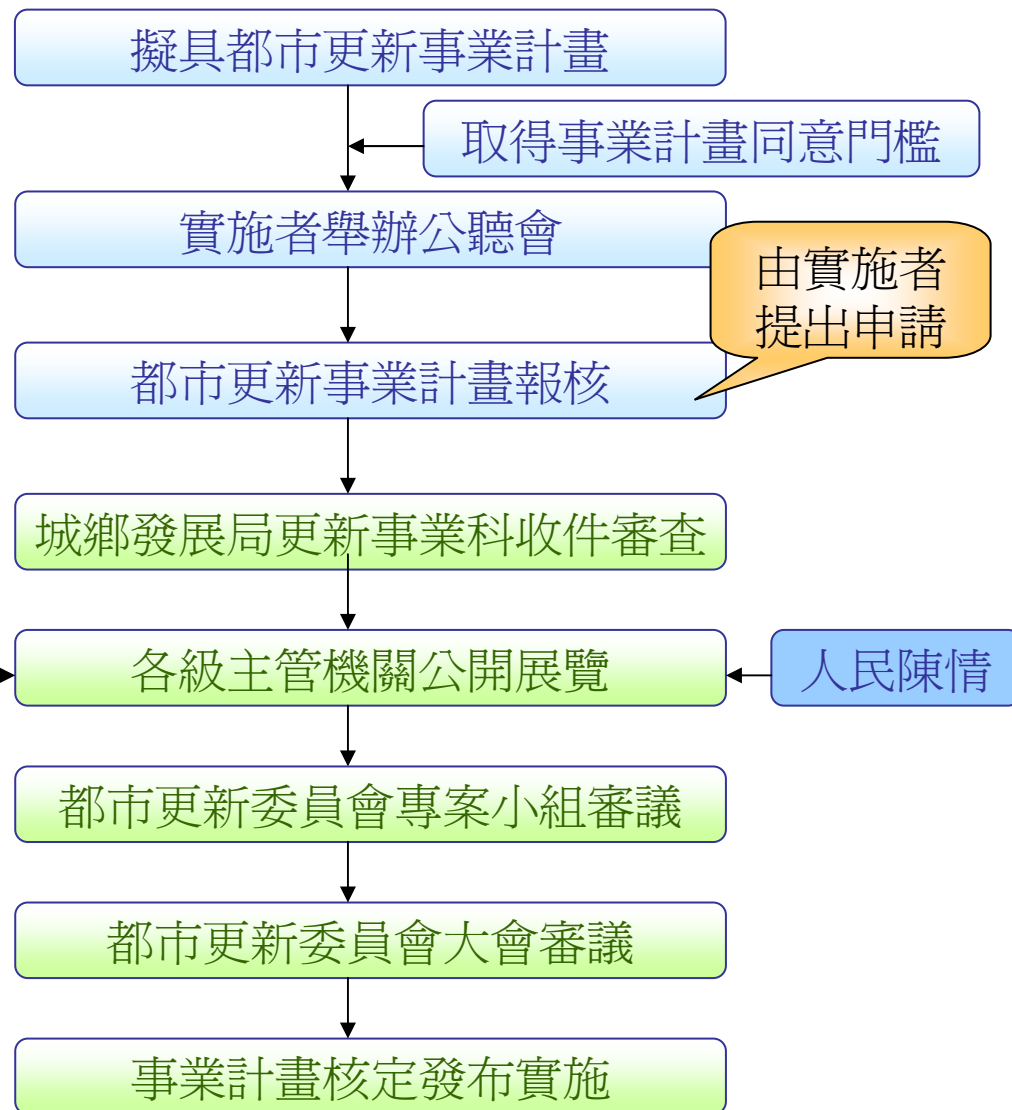 擬具都市更新事業計畫
取得事業計畫同意門檻
實施者舉辦公聽會
由實施者
提出申請
都市更新事業計畫報核
城鄉發展局更新事業科收件審查
各級主管機關公開展覽
人民陳情
都市更新委員會專案小組審議
都市更新委員會大會審議
事業計畫核定發布實施